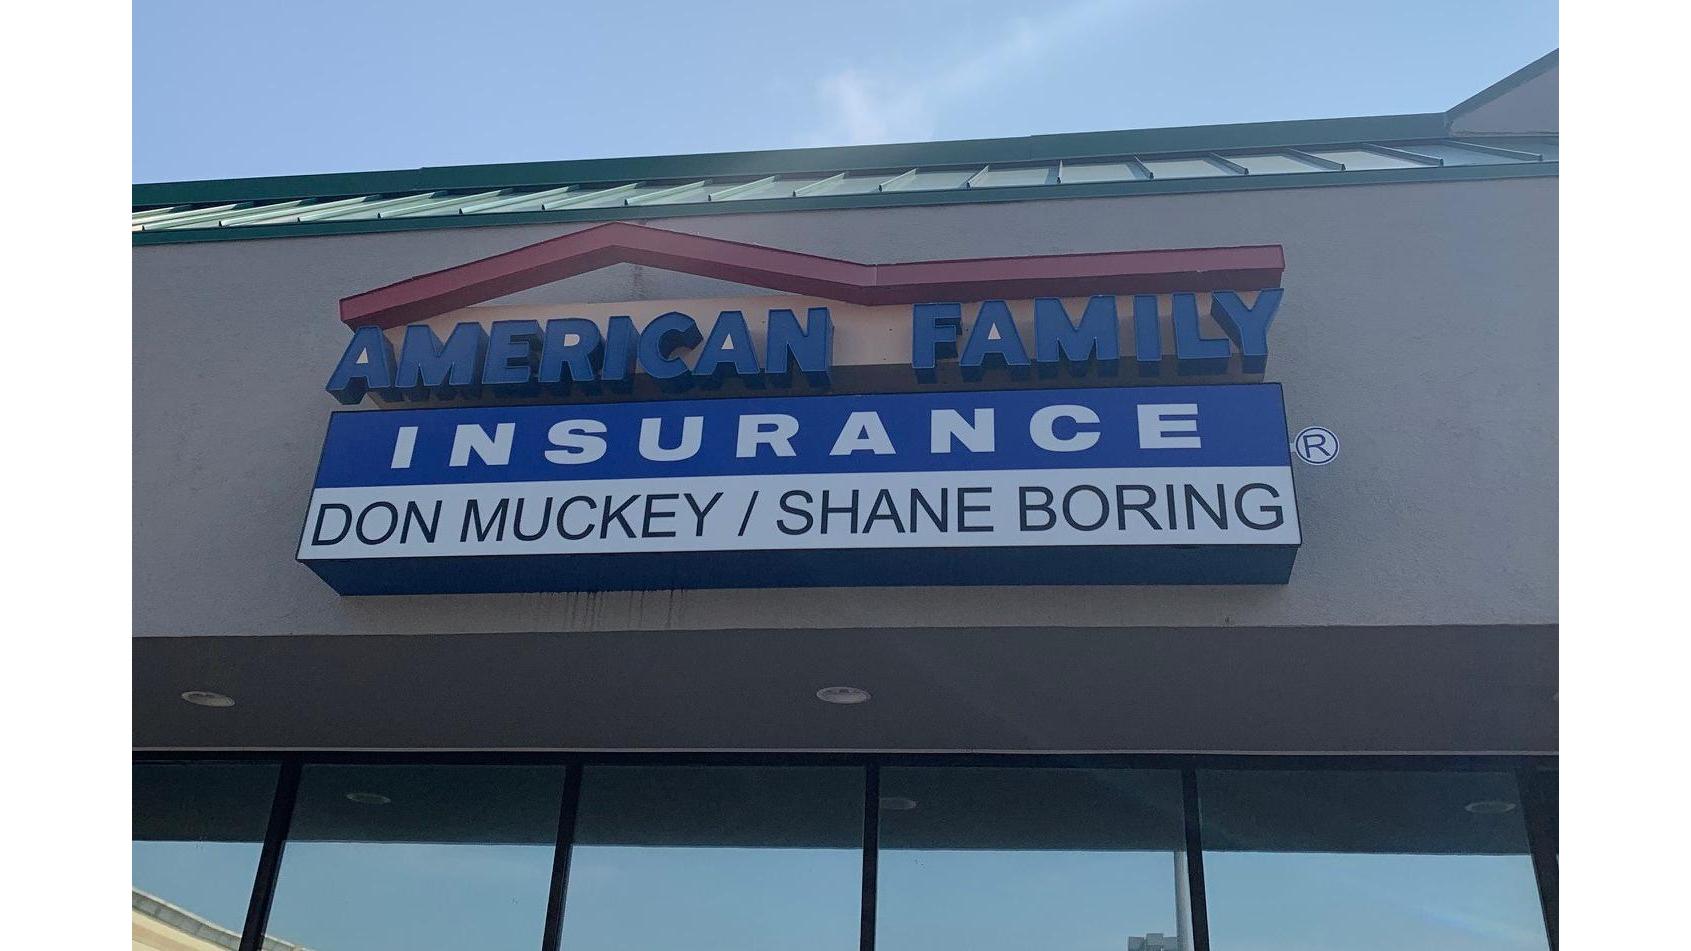 AMERICAN FAMILY
INSURANCE ®
DON MUCKEY / SHANE BORING